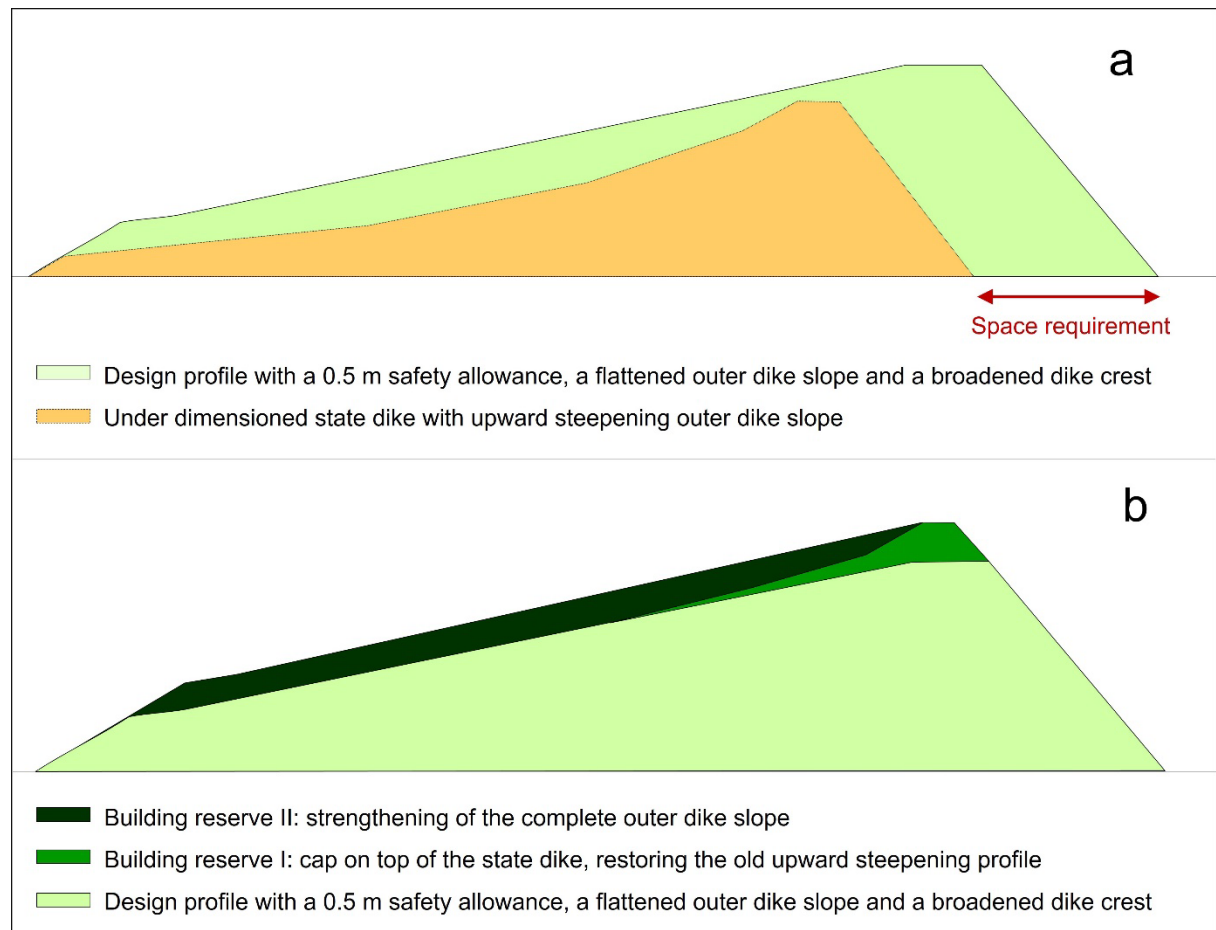 a
Space requirement
Design profile with a 0.5 m safety allowance, a flattened outer dike slope and a broadened dike crest
Under dimensioned state dike with upward steepening outer dike slope
b
Building reserve II: strengthening of the complete outer dike slope
Building reserve I: cap on top of the state dike, restoring the old upward steepening profile
Design profile with a 0.5 m safety allowance, a flattened outer dike slope and a broadened dike crest